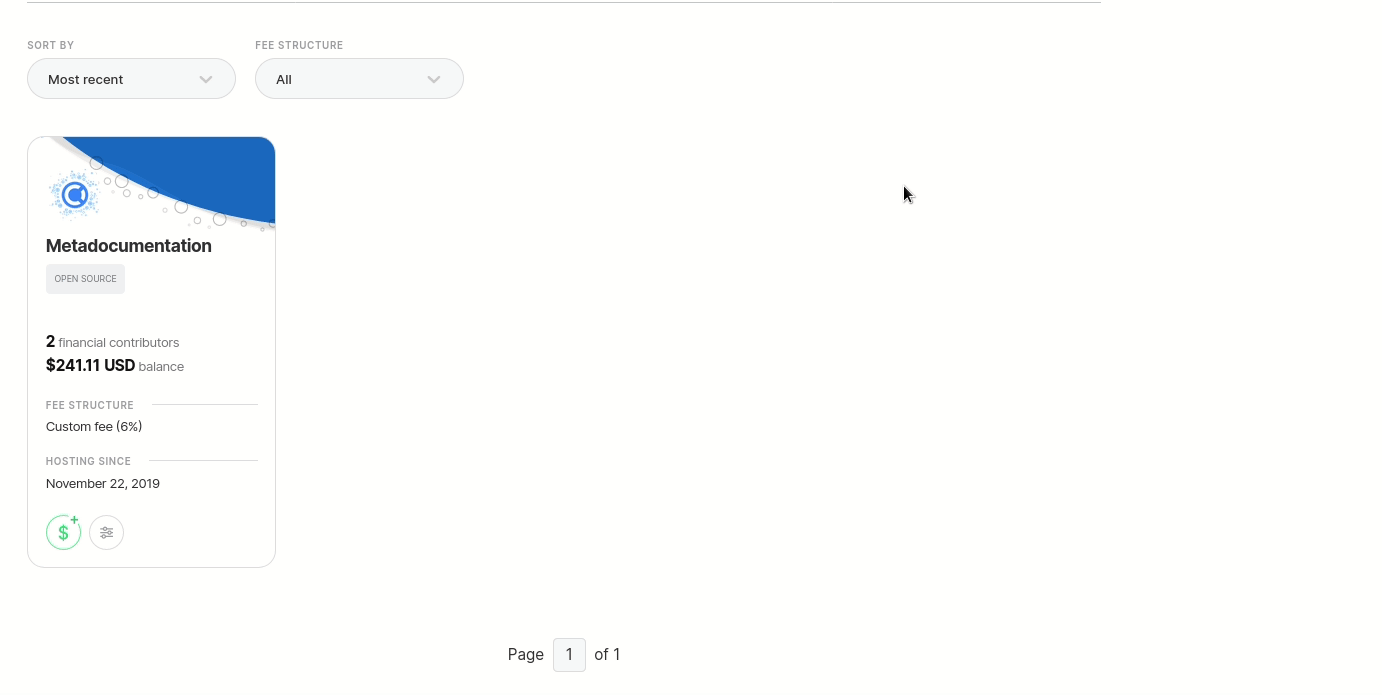 SORT BY
FEE STRUCTURE
Most recent
All
Metadocumentation
OPEN SOURCE
2 financial contributors
$241.11 USD balance
FEE STRUCTURE
Custom fee (6%)
HOSTING SINCE
November 22, 2019
$+
Page 1 of 1